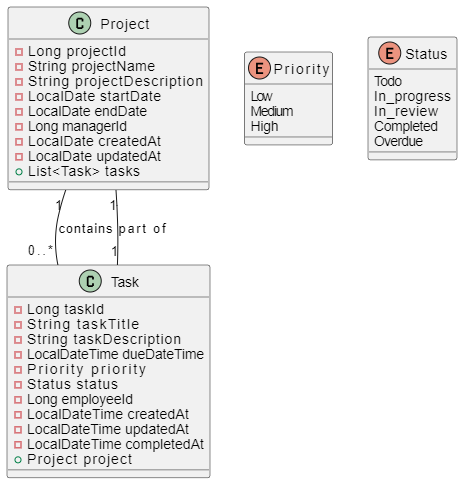 C Project
Long projectId
String projectName
String projectDescription
LocalDate startDate
LocalDate endDate
Long managerId
LocalDate createdAt
LocalDate updatedAt
List<Task> tasks
E Priority
Low
Medium
High
E Status
Todo
In_progress
In_review
Completed
Overdue
1 1
contains part of
0..* 1
C Task
Long taskId
String taskTitle
String taskDescription
LocalDateTime dueDateTime
Priority priority
Status status
Long employeeId
LocalDateTime createdAt
LocalDateTime updatedAt
LocalDateTime completedAt
Project project